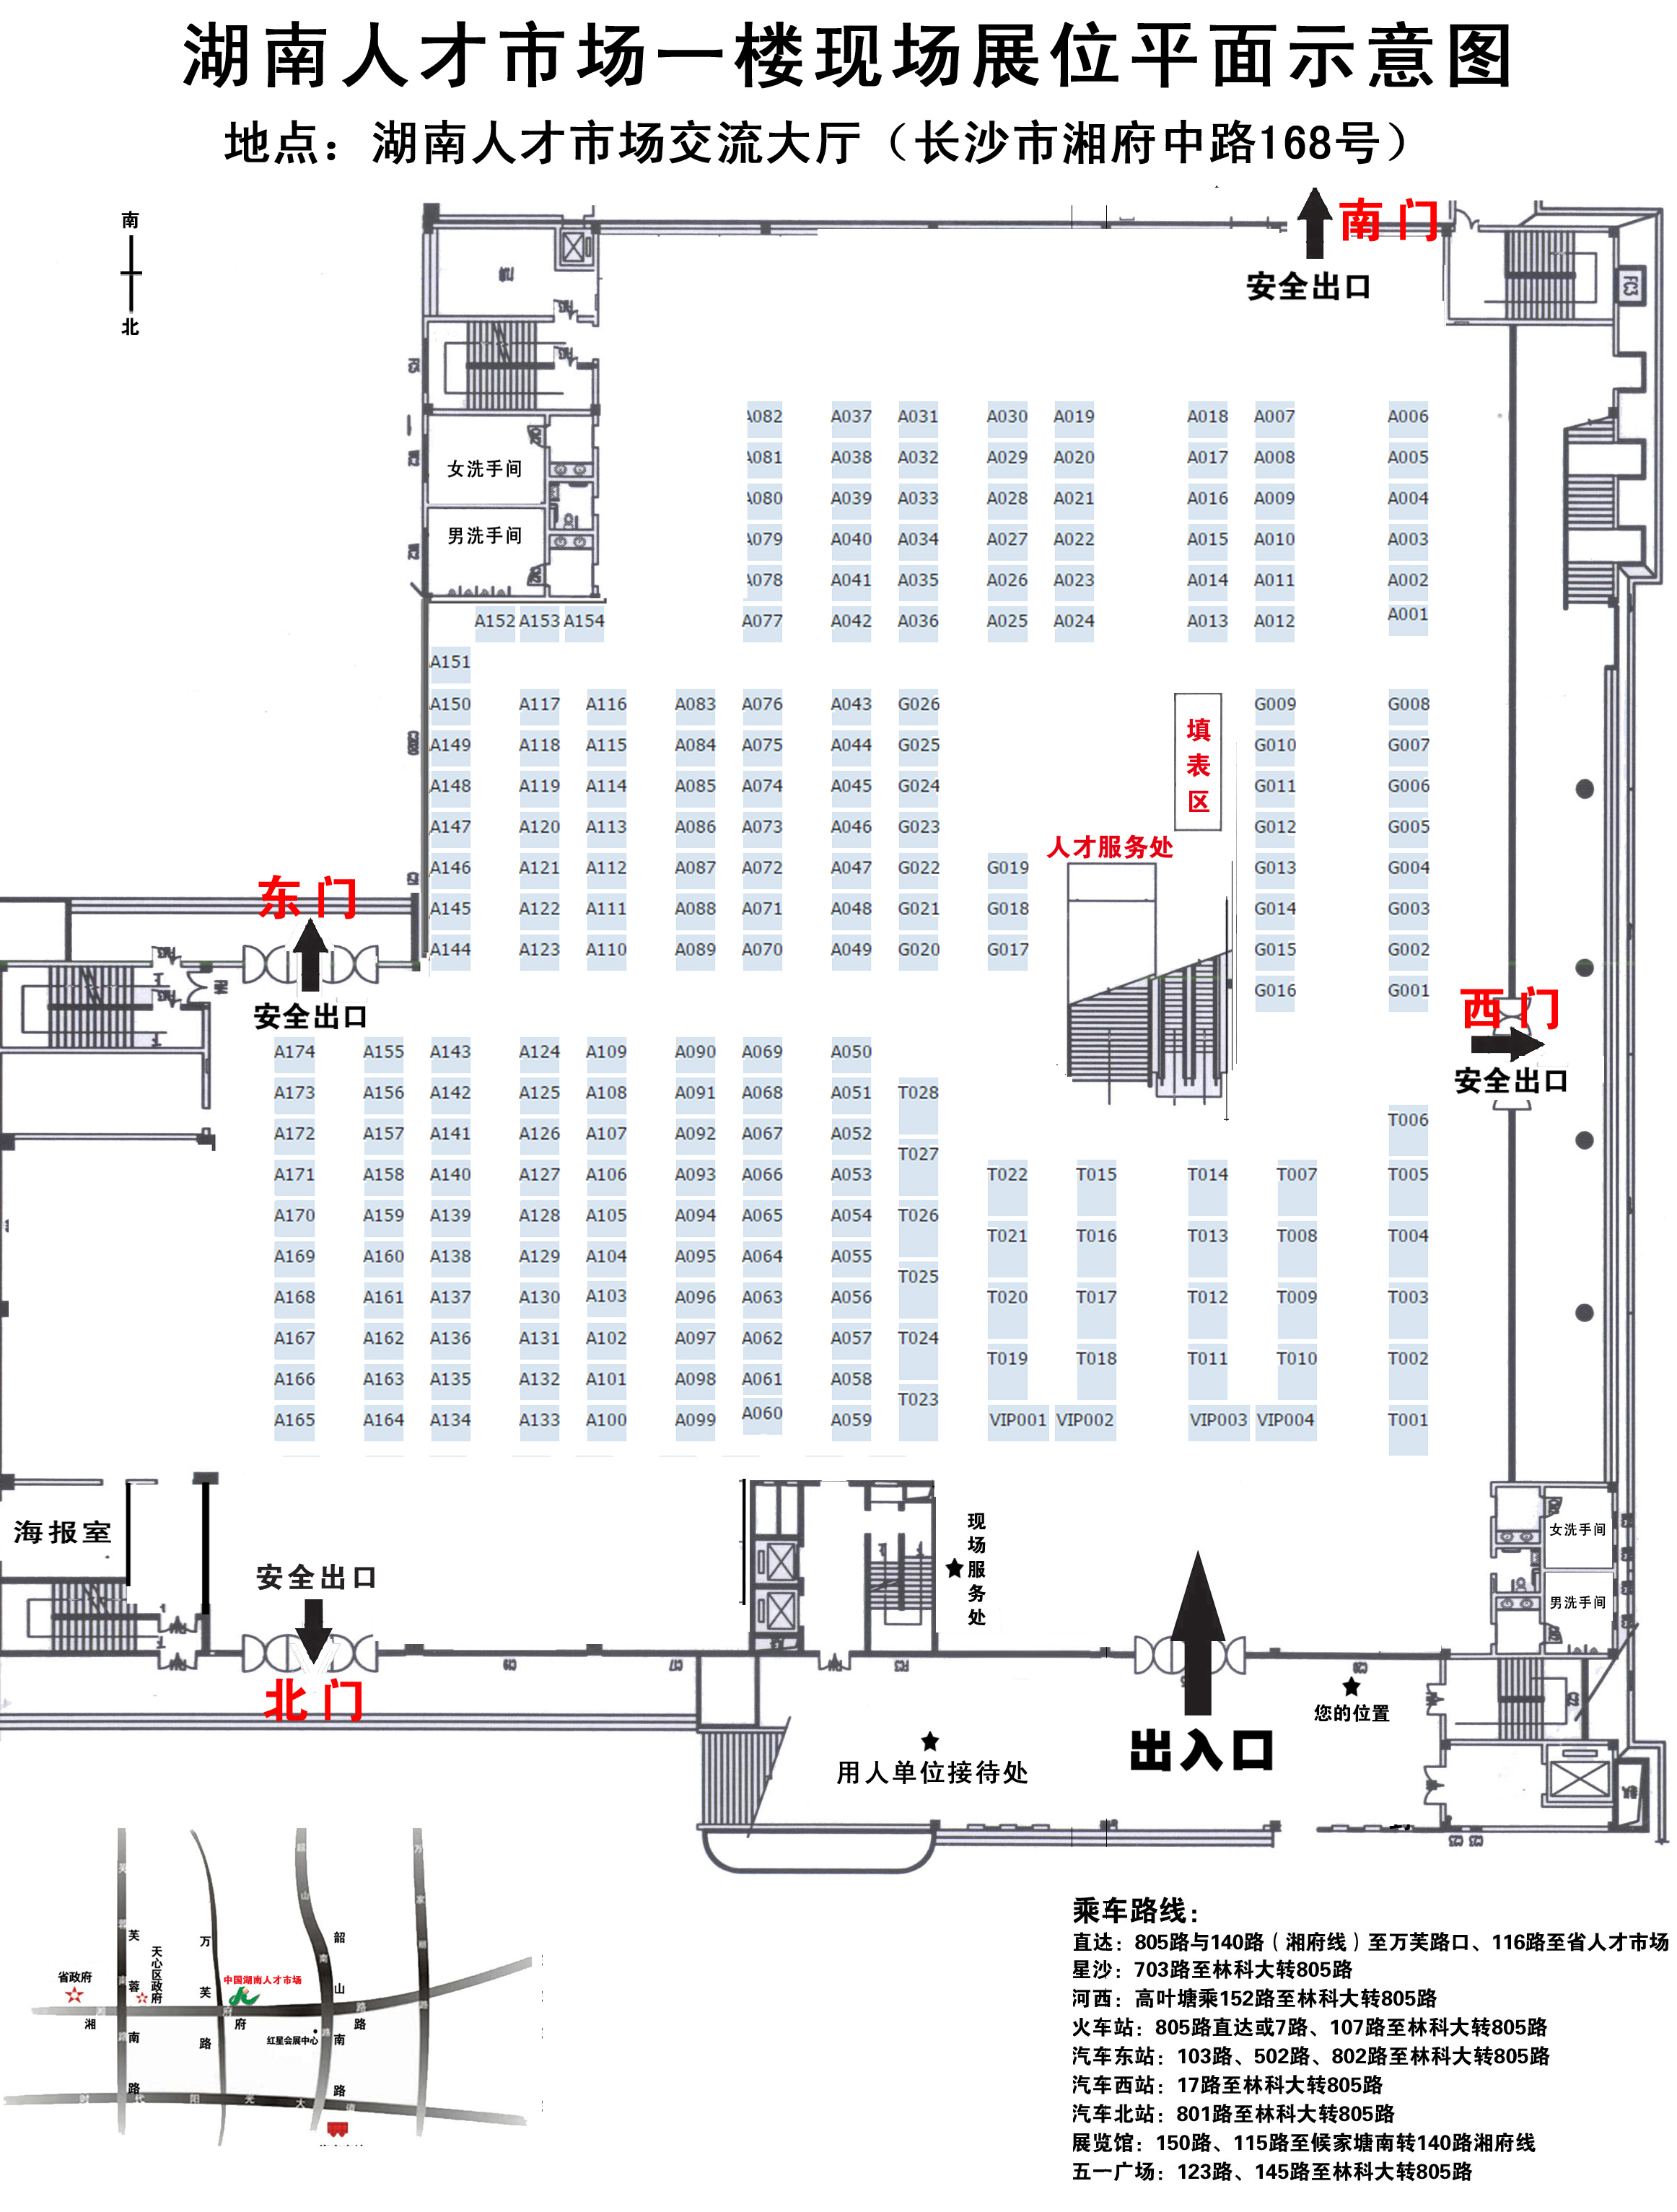 湖南人才市场一楼现场展位平面示意图
地点：湖南人才市场交流大厅（长沙市湘府中路168号）
南
北
南门
安全出口
FC3
女洗手间
男洗手间
A082 A037 A031 A030 A019 A018 A007 A006
A081 A038 A032 A029 A020 A017 A008 A005
A080 A039 A033 A028 A021 A016 A009 A004
A079 A040 A034 A027 A022 A015 A010 A003
A078 A041 A035 A026 A023 A014 A011 A002
A152 A153 A154 A077 A042 A036 A025 A024 A013 A012 A001
A151
A150 A117 A116 A083 A076 A043 G026 G009 G008
A149 A118 A115 A084 A075 A044 G025 G010 G007
A148 A119 A114 A085 A074 A045 G024 G011 G006
A147 A120 A113 A086 A073 A046 G023 G012 G005
A146 A121 A112 A087 A072 A047 G022 G019 G013 G004
A145 A122 A111 A088 A071 A048 G021 G018 G014 G003
A144 A123 A110 A089 A070 A049 G020 G017 G015 G002
G016 G001
填表区
人才服务处
东门
安全出口
西门
安全出口
A174 A155 A143 A124 A109 A090 A069 A050
A173 A156 A142 A125 A108 A091 A068 A051 T028
A172 A157 A141 A126 A107 A092 A067 A052 T006
T027
A171 A158 A140 A127 A106 A093 A066 A053 T022 T015 T014 T007 T005
A170 A159 A139 A128 A105 A094 A065 A054 T026
T021 T016 T013 T008 T004
A169 A160 A138 A129 A104 A095 A064 A055
T025
A168 A161 A137 A130 A103 A096 A063 A056 T020 T017 T012 T009 T003
A167 A162 A136 A131 A102 A097 A062 A057 T024
T019 T018 T011 T010 T002
A166 A163 A135 A132 A101 A098 A061 A058
T023
A165 A164 A134 A133 A100 A099 A060 A059 VIP001 VIP002 VIP003 VIP004 T001
海报室
安全出口
北门
现场服务处
女洗手间
男洗手间
您的位置
出入口
用人单位接待处
省政府
天心区政府
芙蓉南路
万芙路
中国湖南人才市场
湘府路
红星会展中心
韶山南路
乘车路线：
直达：805路与140路（湘府线）至万芙路口、116路至省人才市场
星沙：703路至林科大转805路
河西：高叶塘乘152路至林科大转805路
火车站：805路直达或7路、107路至林科大转805路
汽车东站：103路、502路、802路至林科大转805路
汽车西站：17路至林科大转805路
汽车北站：801路至林科大转805路
展览馆：150路、115路至候家塘南转140路湘府线
五一广场：123路、145路至林科大转805路